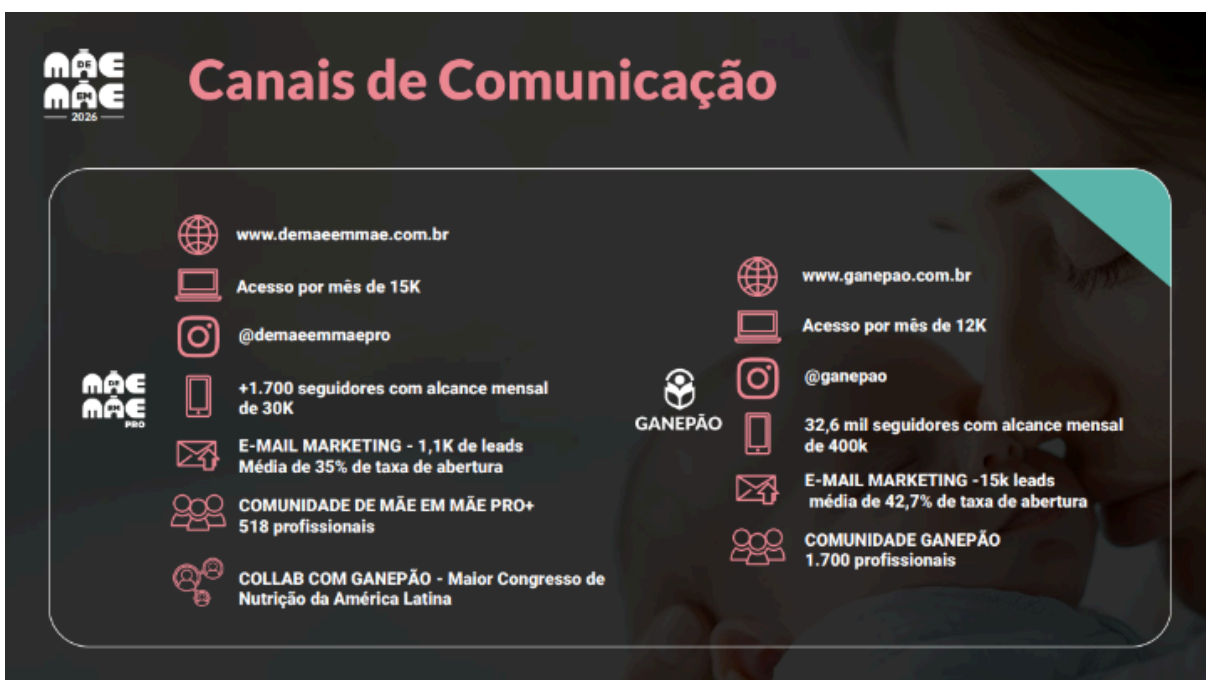 DE
MÃE
EM
MÃE
2026
Canais de Comunicação
www.demaeemmae.com.br
Acesso por mês de 15K
@demaeemmaepro
DE
MÃE
EM
MÃE
PRO
+1.700 seguidores com alcance mensal
de 30K
E-MAIL MARKETING - 1,1K de leads
Média de 35% de taxa de abertura
COMUNIDADE DE MÃE EM MÃE PRO+
518 profissionais
COLLAB COM GANEPÃO - Maior Congresso de
Nutrição da América Latina
GANEPÃO
www.ganepao.com.br
Acesso por mês de 12K
@ganepao
32,6 mil seguidores com alcance mensal
de 400k
E-MAIL MARKETING -15k leads
média de 42,7% de taxa de abertura
COMUNIDADE GANEPÃO
1.700 profissionais